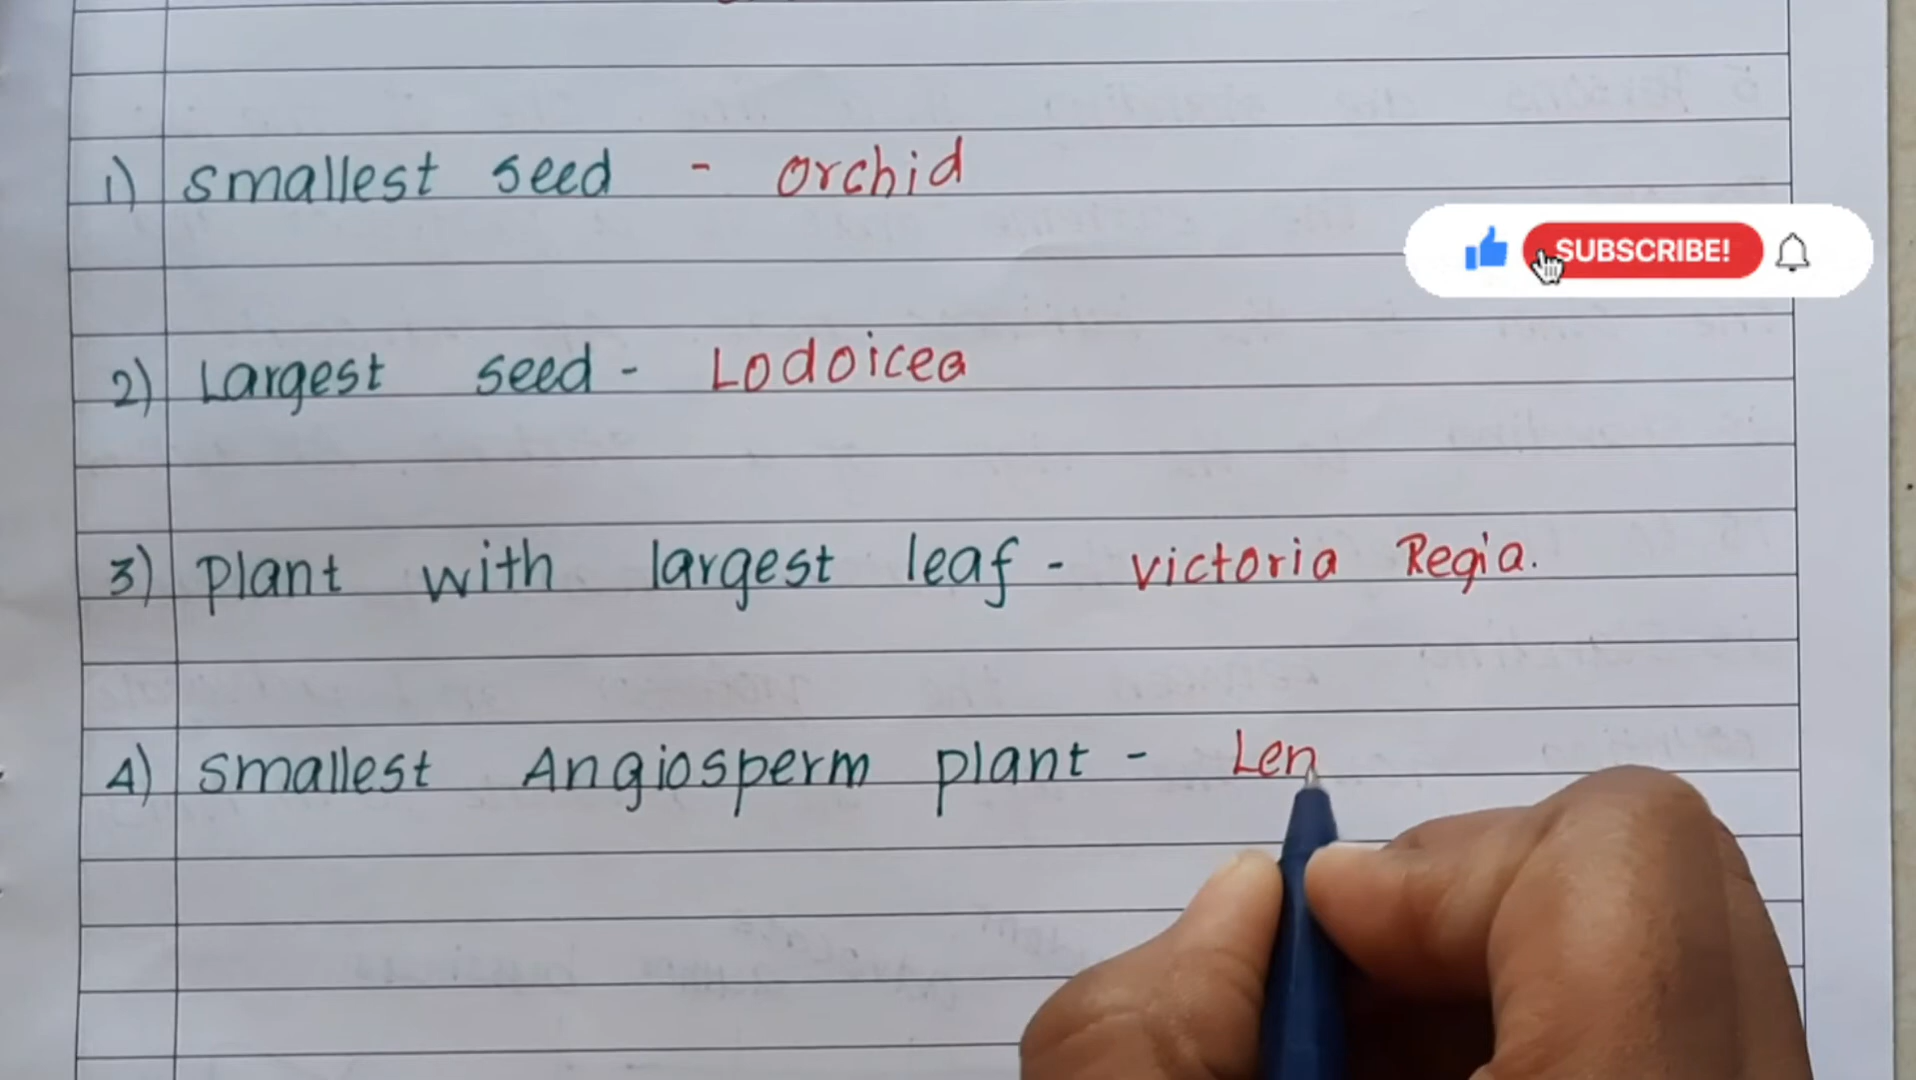 1) smallest seed - orchid
SUBSCRIBE!
2) Largest seed - Lodoicea
3) plant with largest leaf - victoria Regia.
4) smallest Angiosperm plant - Len